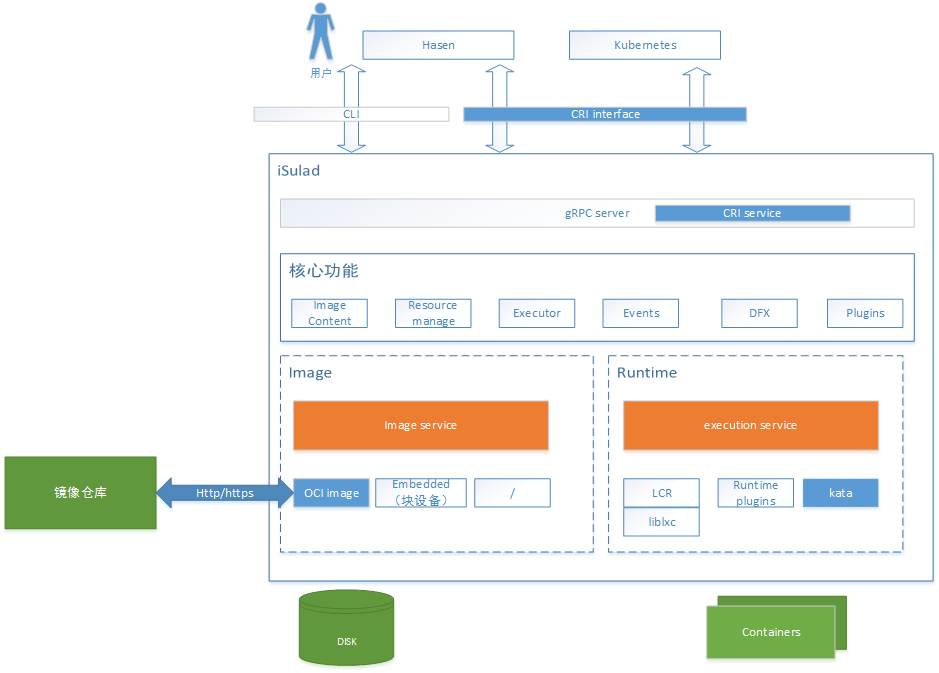 用户
Hasen
Kubernetes
CLI
CRI interface
iSulad
gRPC server
CRI service
核心功能
Image
Content
Resource
manage
Executor
Events
DFX
Plugins
Image
Runtime
Image service
execution service
镜像仓库
Http/https
OCI image
Embedded
（块设备）
/
LCR
liblxc
Runtime
plugins
kata
DISK
Containers